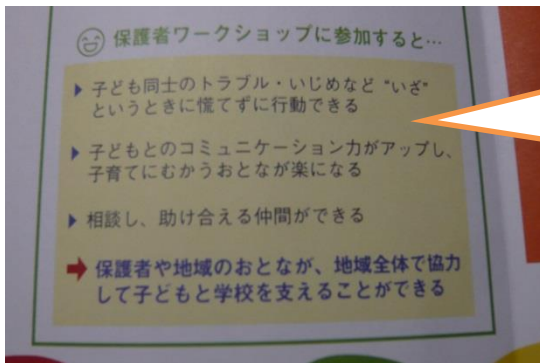 保護者ワークショップに参加すると…
子ども同士のトラブル・いじめなど "いざ"
というときに慌てずに行動できる
子どもとのコミュニケーション力がアップし、
子育てにむかうおとなが楽になる
相談し、助け合える仲間ができる
保護者や地域のおとなが、地域全体で協力
して子どもと学校を支えることができる